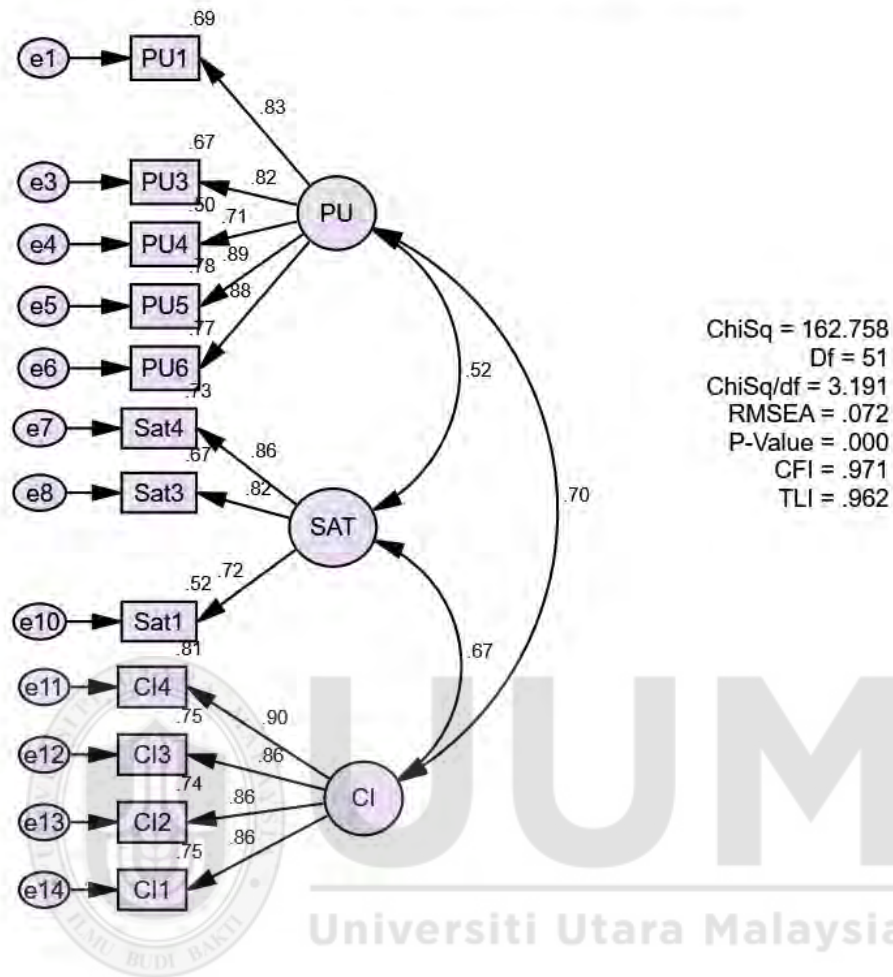 .69
e1 PU1
.83
.67
e3 PU3 .82 PU
.50
e4 PU4 .71
.78 .89
e5 PU5 .88
.77
e6 PU6
.52
.73
e7 Sat4 .86
.67
e8 Sat3 .82
SAT
.70
.52 .72
e10 Sat1
.67
.81
e11 CI4 .90
.75
e12 CI3 .86
CI
.74
e13 CI2 .86
.75
e14 CI1 .86
ChiSq = 162.758
Df = 51
ChiSq/df = 3.191
RMSEA = .072
P-Value = .000
CFI = .971
TLI = .962
UUM
Universiti Utara Malaysia
ILMU BUDI BAKTI